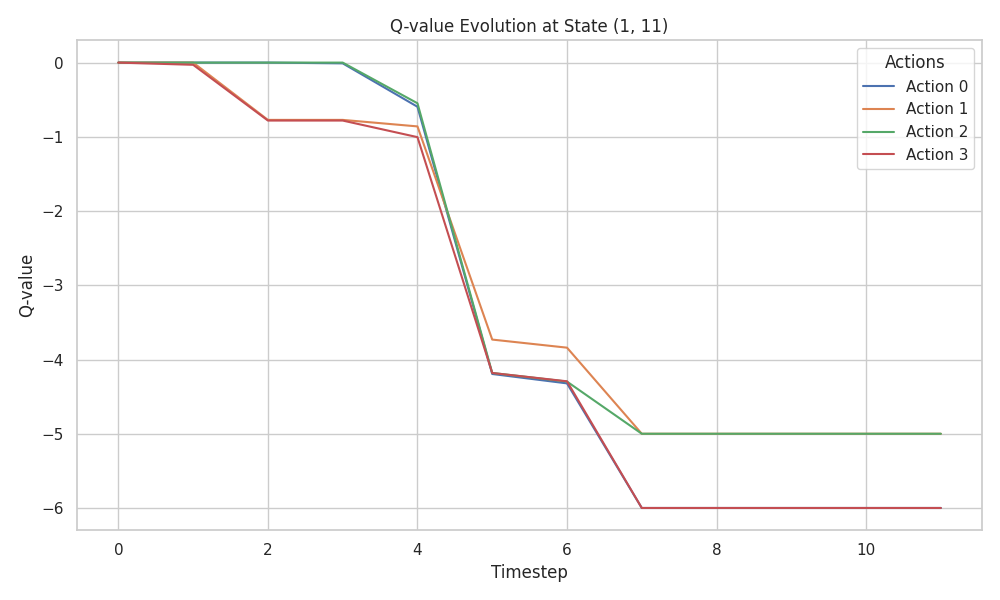 Q-value Evolution at State (1, 11)
Actions
Action 0
Action 1
Action 2
Action 3
Q-value
0
−1
−2
−3
−4
−5
−6
0 2 4 6 8 10
Timestep